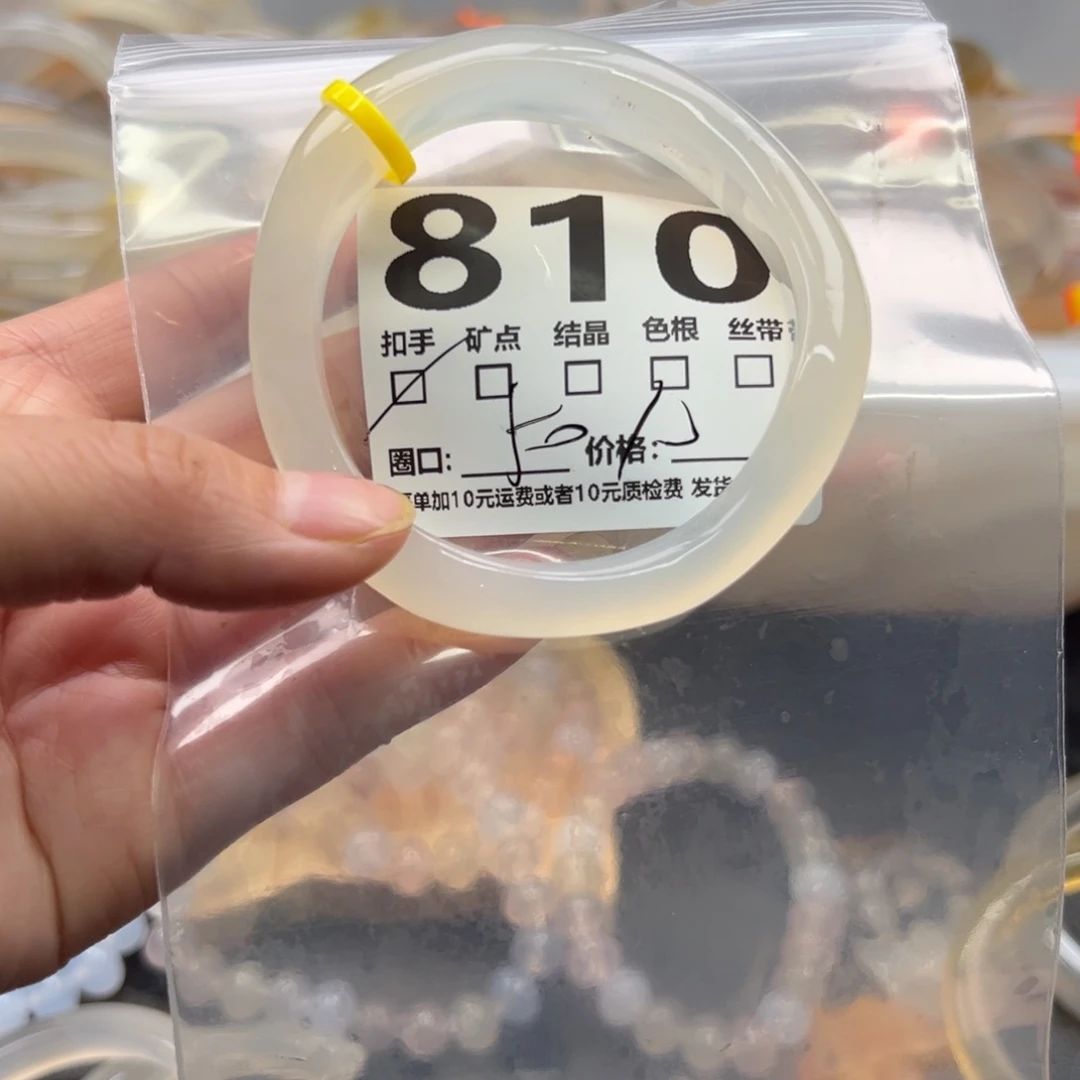 810
扣手 矿点 结晶 色根 丝带
圈口: 价格:
单加10元运费或者10元质检费 发货